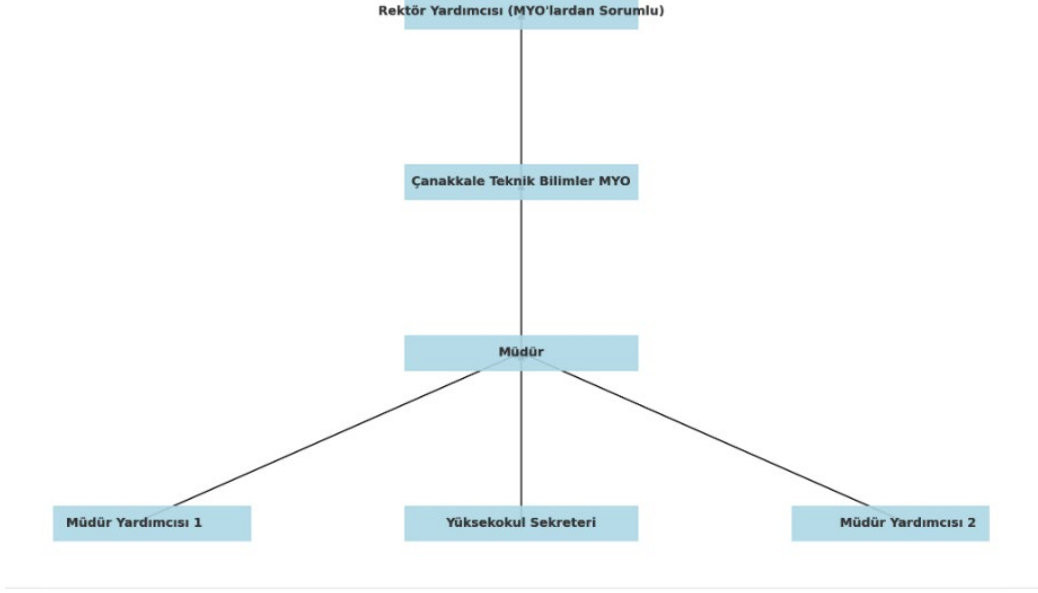 Rektör Yardımcısı (MYO'lardan Sorumlu)
Çanakkale Teknik Bilimler MYO
Müdür
Müdür Yardımcısı 1
Yüksekokul Sekreteri
Müdür Yardımcısı 2